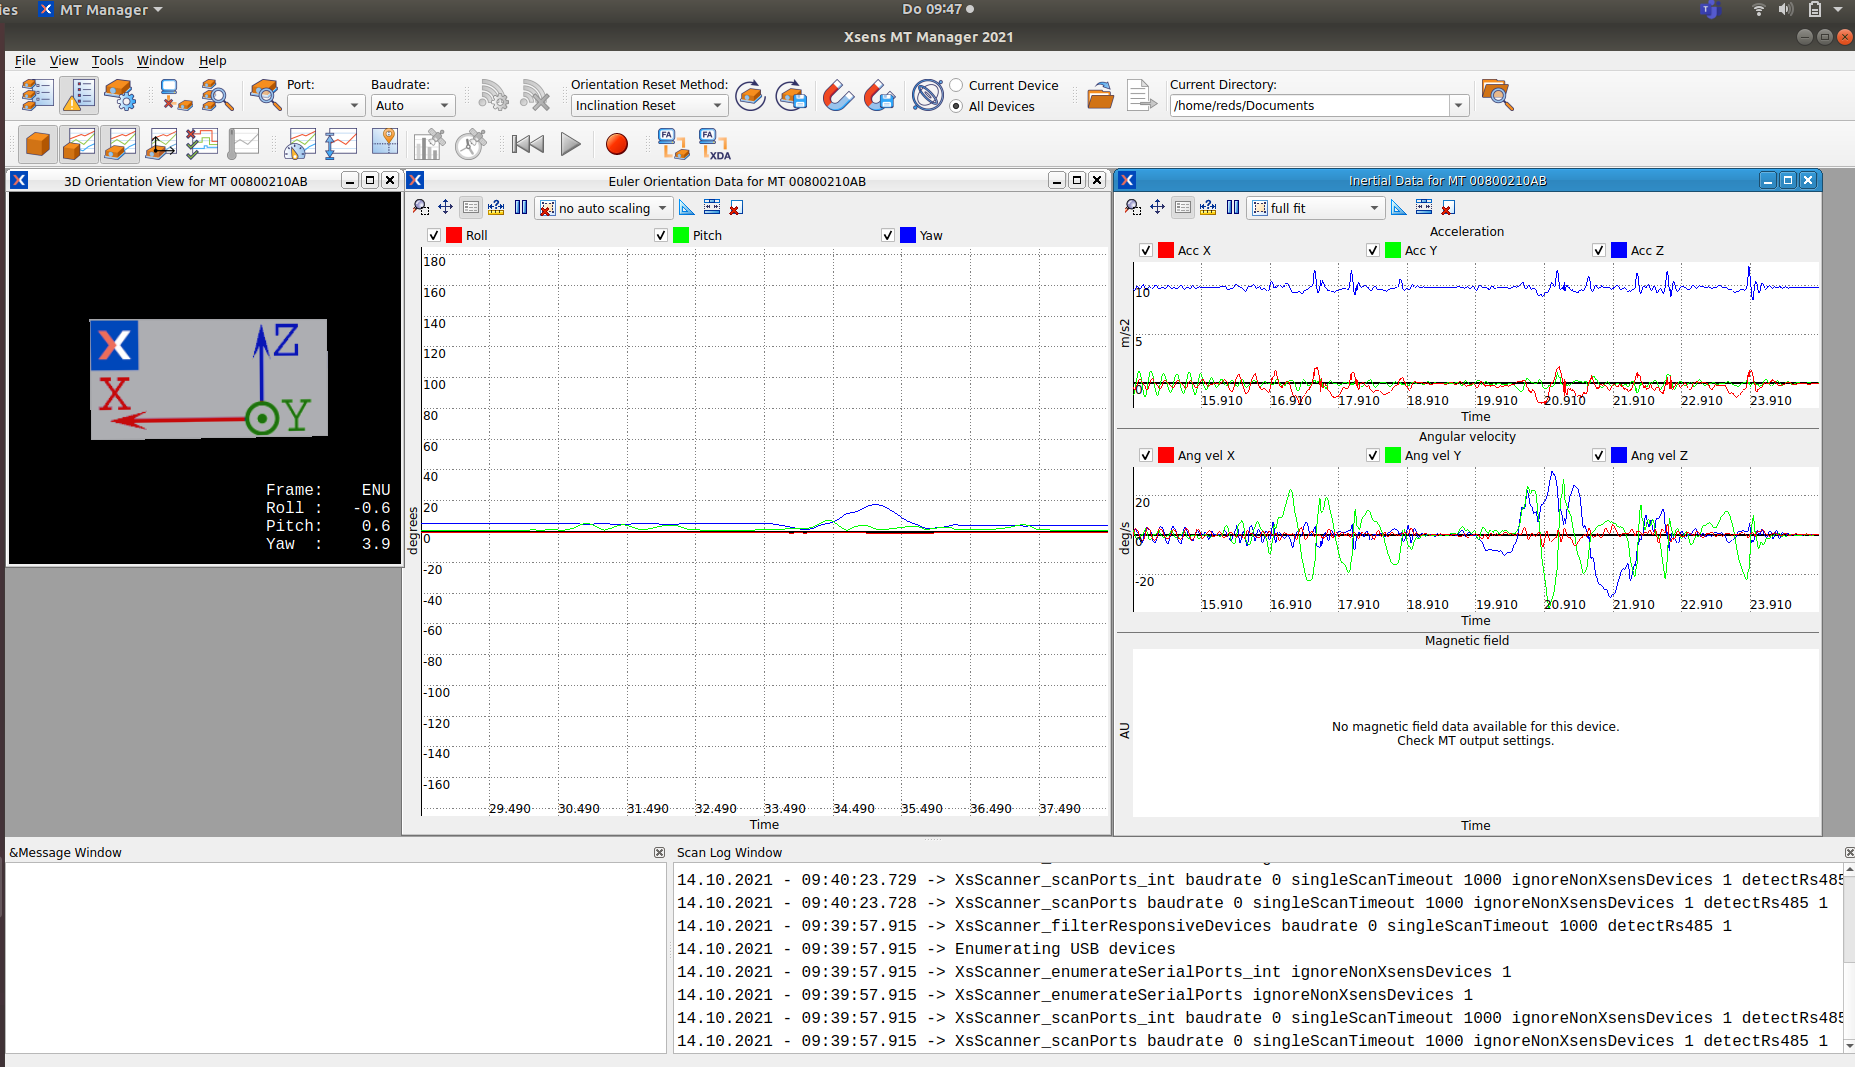 ies MT Manager Do 09:47
Xsens MT Manager 2021
File View Tools Window Help
Port: Baudrate: Orientation Reset Method: Current Device Current Directory:
Auto Inclination Reset All Devices /home/reds/Documents
FA FA
XDA
3D Orientation View for MT 00800210AB
Z
X
Y
Frame: ENU
Roll : -0.6
Pitch: 0.6
Yaw : 3.9
Euler Orientation Data for MT 00800210AB
no auto scaling
Roll Pitch Yaw
180
160
140
120
100
80
60
40
20
0
-20
-40
-60
-80
-100
-120
-140
-160
degrees
29.490 30.490 31.490 32.490 33.490 34.490 35.490 36.490 37.490
Time
Inertial Data for MT 00800210AB
full fit
Acceleration
Acc X Acc Y Acc Z
10
5
0
m/s2
15.910 16.910 17.910 18.910 19.910 20.910 21.910 22.910 23.910
Time
Angular velocity
Ang vel X Ang vel Y Ang vel Z
20
0
-20
deg/s
15.910 16.910 17.910 18.910 19.910 20.910 21.910 22.910 23.910
Time
Magnetic field
AU
No magnetic field data available for this device.
Check MT output settings.
Time
&Message Window
Scan Log Window
14.10.2021 - 09:40:23.729 -> XsScanner_scanPorts_int baudrate 0 singleScanTimeout 1000 ignoreNonXsensDevices 1 detectRs485
14.10.2021 - 09:40:23.728 -> XsScanner_scanPorts baudrate 0 singleScanTimeout 1000 ignoreNonXsensDevices 1 detectRs485 1
14.10.2021 - 09:39:57.915 -> XsScanner_filterResponsiveDevices baudrate 0 singleScanTimeout 1000 detectRs485 1
14.10.2021 - 09:39:57.915 -> Enumerating USB devices
14.10.2021 - 09:39:57.915 -> XsScanner_enumerateSerialPorts_int ignoreNonXsensDevices 1
14.10.2021 - 09:39:57.915 -> XsScanner_enumerateSerialPorts ignoreNonXsensDevices 1
14.10.2021 - 09:39:57.915 -> XsScanner_scanPorts_int baudrate 0 singleScanTimeout 1000 ignoreNonXsensDevices 1 detectRs485
14.10.2021 - 09:39:57.915 -> XsScanner_scanPorts baudrate 0 singleScanTimeout 1000 ignoreNonXsensDevices 1 detectRs485 1